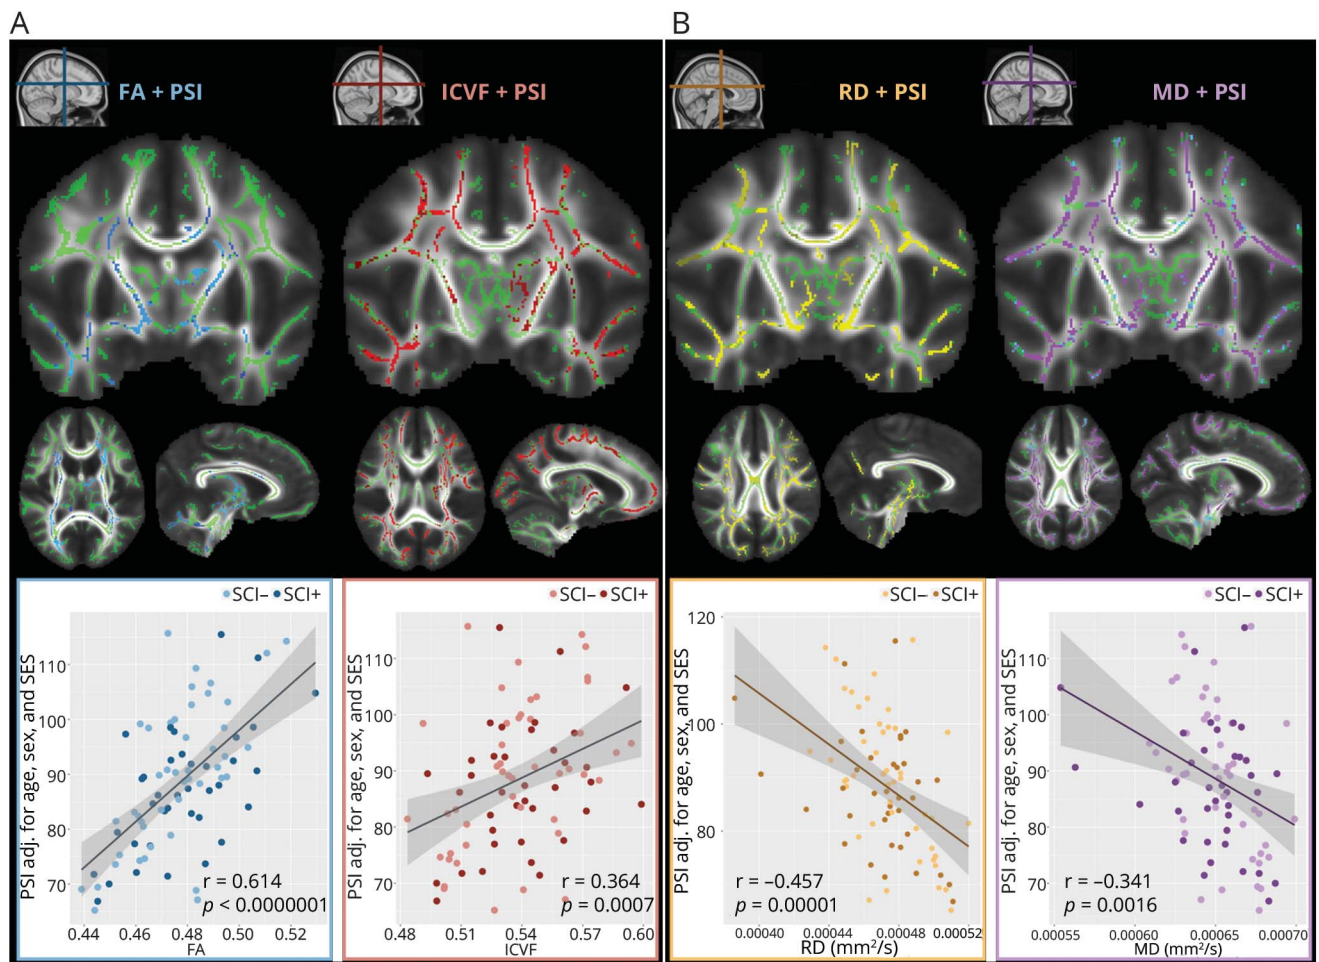 A
B
FA + PSI
ICVF + PSI
RD + PSI
MD + PSI
SCI– SCI+
PSI adj. for age, sex, and SES
110
100
90
80
70
r = 0.614
p < 0.0000001
0.44 0.46 0.48 0.50 0.52
FA
SCI– SCI+
PSI adj. for age, sex, and SES
110
100
90
80
70
r = 0.364
p = 0.0007
0.48 0.51 0.54 0.57 0.60
ICVF
SCI– SCI+
PSI adj. for age, sex, and SES
120
100
80
r = –0.457
p = 0.00001
0.00040 0.00044 0.00048 0.00052
RD (mm²/s)
SCI– SCI+
PSI adj. for age, sex, and SES
110
100
90
80
70
r = –0.341
p = 0.0016
0.00055 0.00060 0.00065 0.00070
MD (mm²/s)